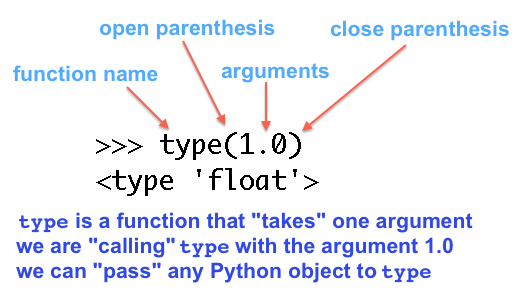 open parenthesis
close parenthesis
function name
arguments
>>> type(1.0)
<type 'float'>
type is a function that "takes" one argument
we are "calling" type with the argument 1.0
we can "pass" any Python object to type